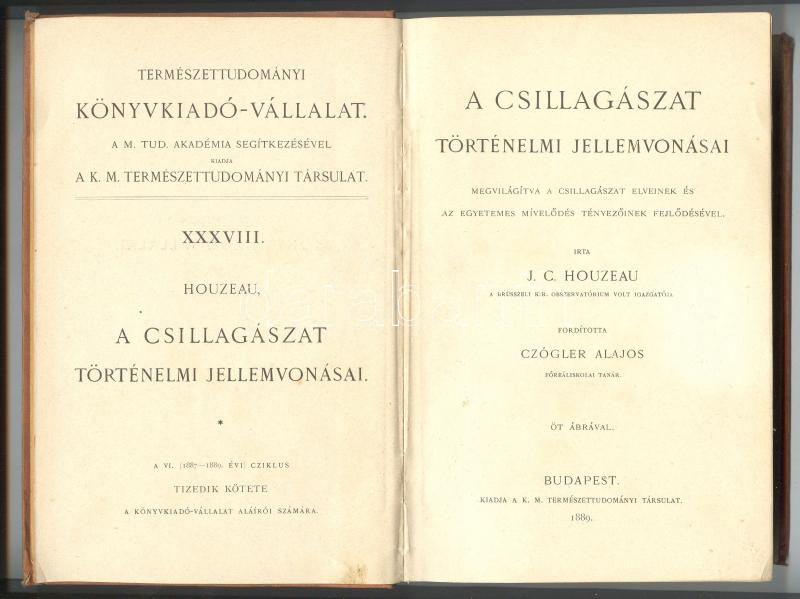 TERMÉSZETTUDOMÁNYI
KÖNYVKIADÓ-VÁLLALAT.
A M. TUD. AKADÉMIA SEGÍTKEZÉSÉVEL
KIADJA
A K. M. TERMÉSZETTUDOMÁNYI TÁRSULAT.
XXXVIII.
HOUZEAU,
A CSILLAGÁSZAT
TÖRTÉNELMI JELLEMVONÁSAI.
*
A VI. (1887—1889. ÉVI) CZIKLUS
TIZEDIK KÖTETE
A KÖNYVKIADÓ-VÁLLALAT ALÁÍRÓI SZÁMÁRA.
A CSILLAGÁSZAT
TÖRTÉNELMI JELLEMVONÁSAI
MEGVILÁGÍTVA A CSILLAGÁSZAT ELVEINEK ÉS
AZ EGYETEMES MÍVELŐDÉS TÉNYEZŐINEK FEJLŐDÉSÉVEL.
IRTA
J. C. HOUZEAU
A BRÜSSZELI KIR. OBSZERVATÓRIUM VOLT IGAZGATÓJA
FORDÍTOTTA
CZÓGLER ALAJOS
FŐREÁLISKOLAI TANÁR.
ÖT ÁBRÁVAL.
BUDAPEST.
KIADJA A K. M. TERMÉSZETTUDOMÁNYI TÁRSULAT.
1889.